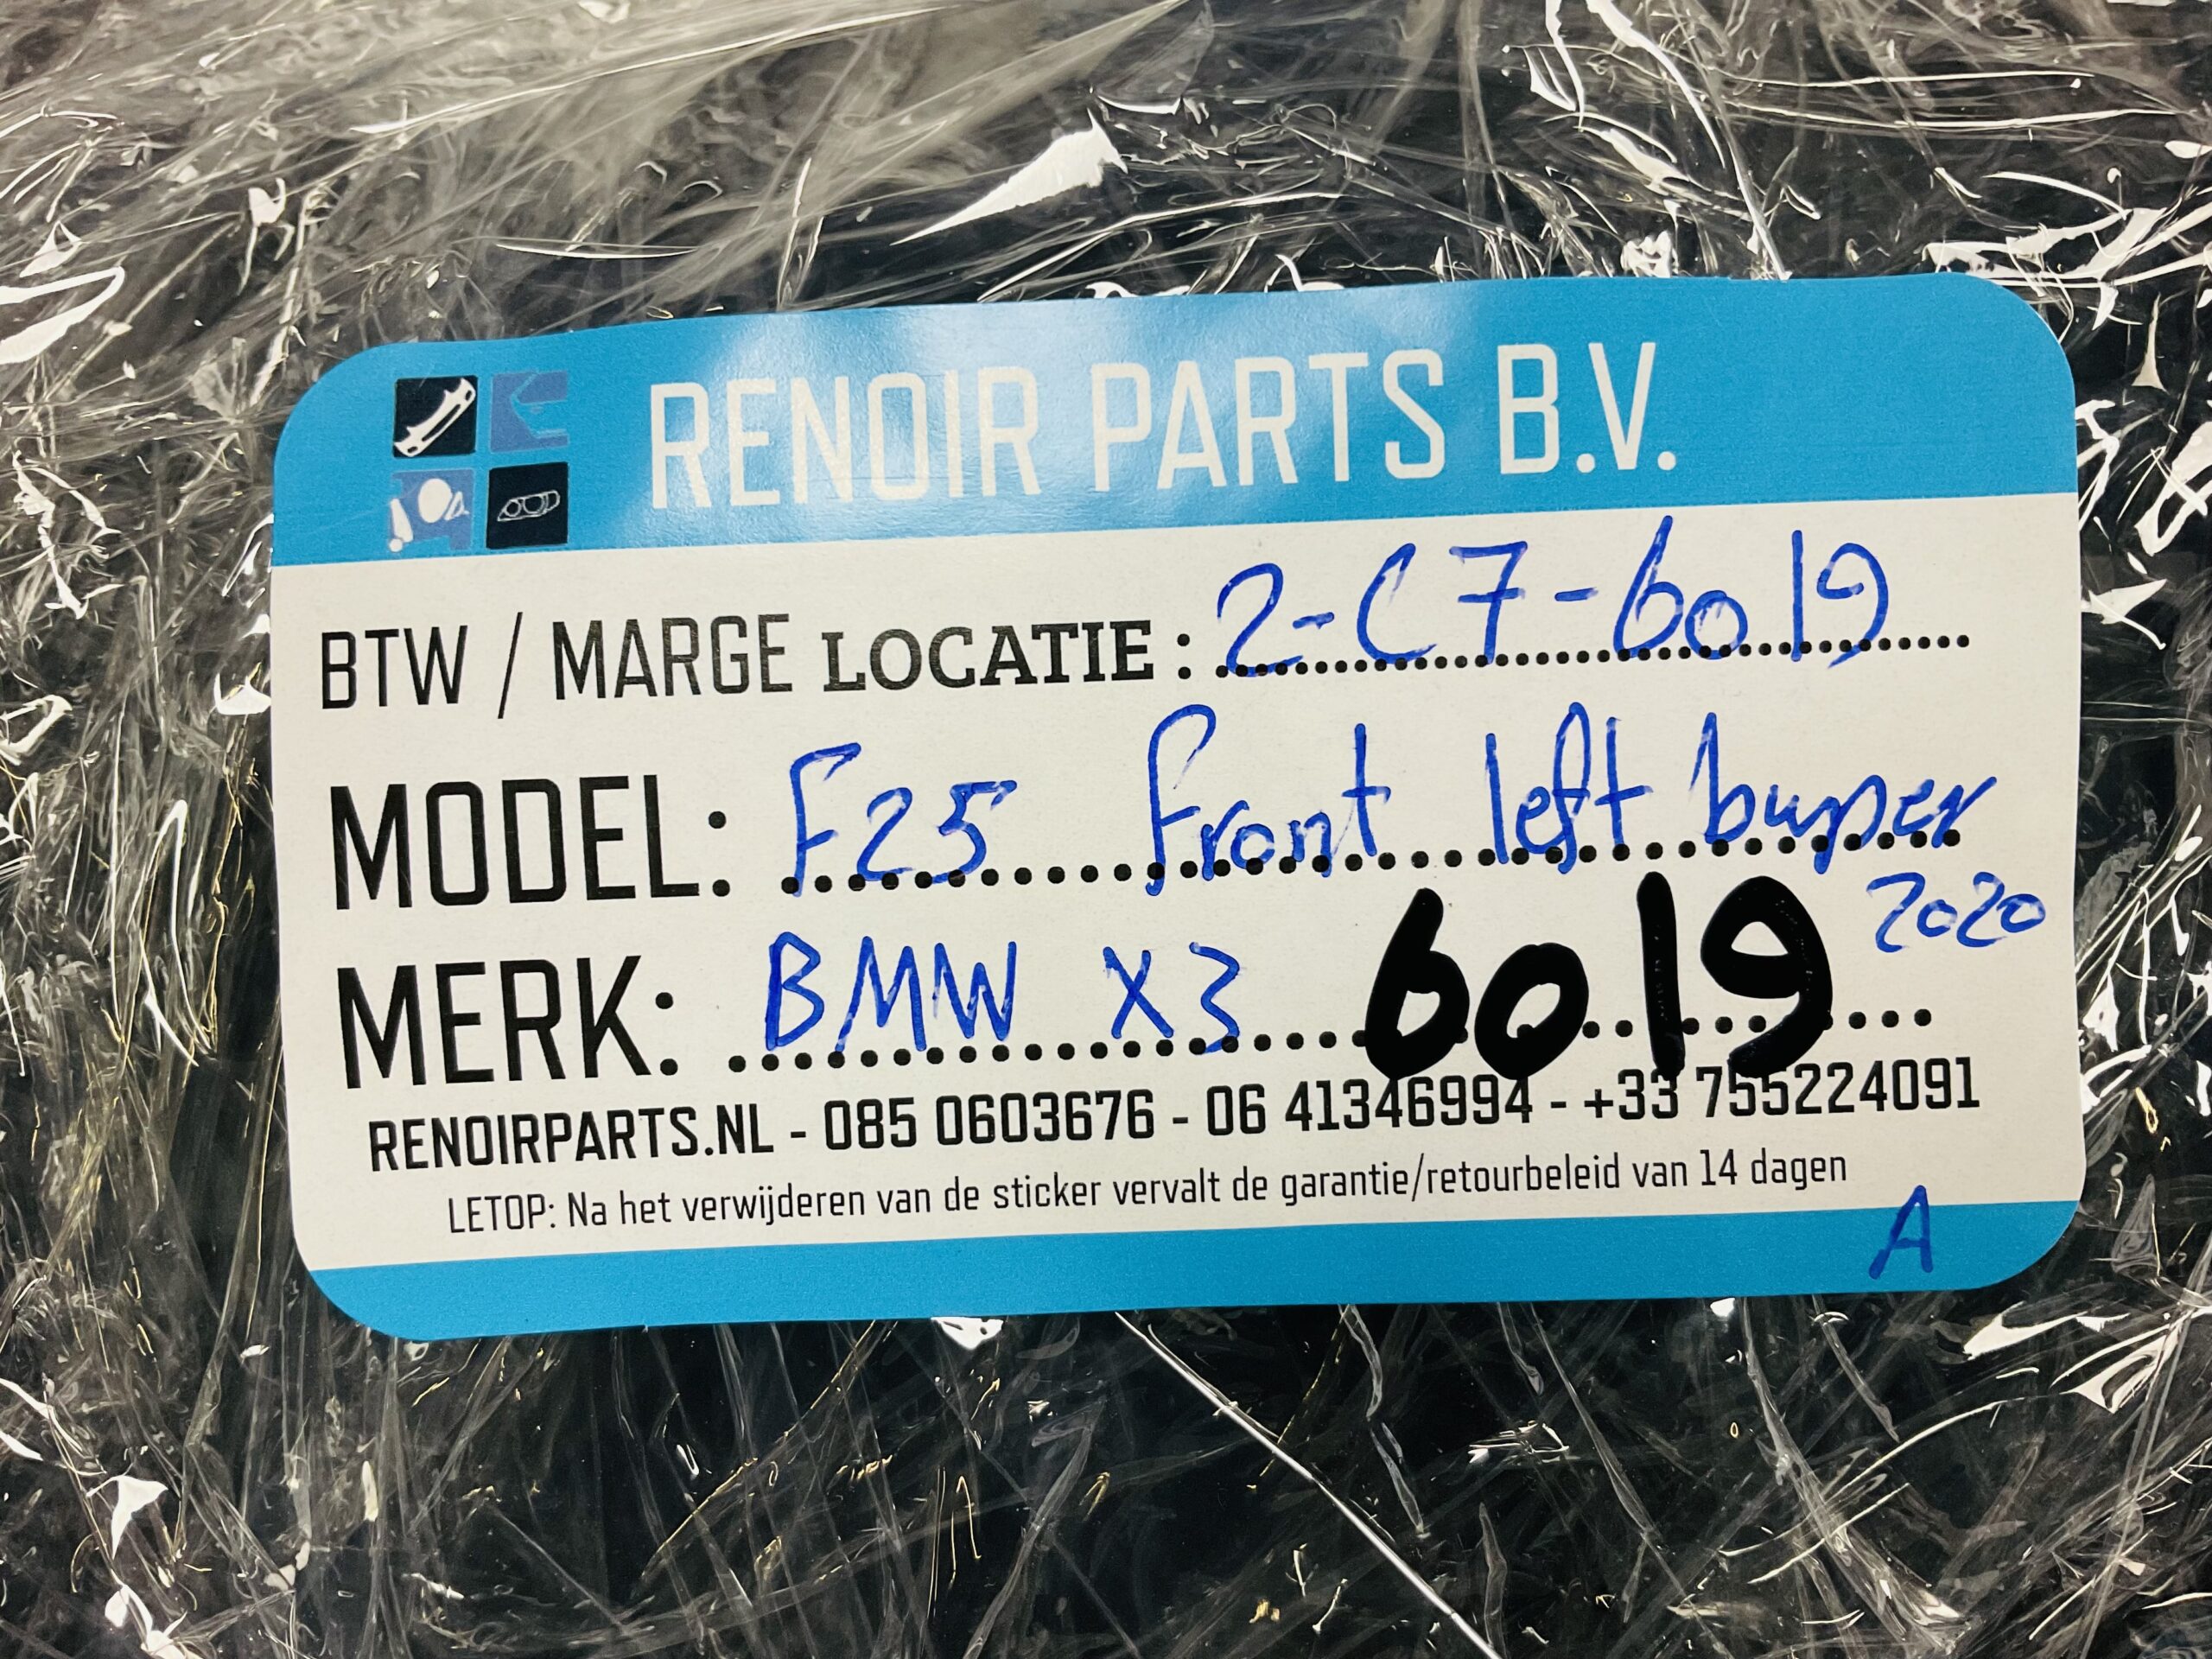 RENOIR PARTS B.V.
BTW / MARGE LOCATIE : 2-C7-6019
MODEL: F25 front left bumper
2020
MERK: BMW X3 6019
RENOIRPARTS.NL - 085 0603676 - 06 41346994 - +33 755224091
LETOP: Na het verwijderen van de sticker vervalt de garantie/retourbeleid van 14 dagen
A